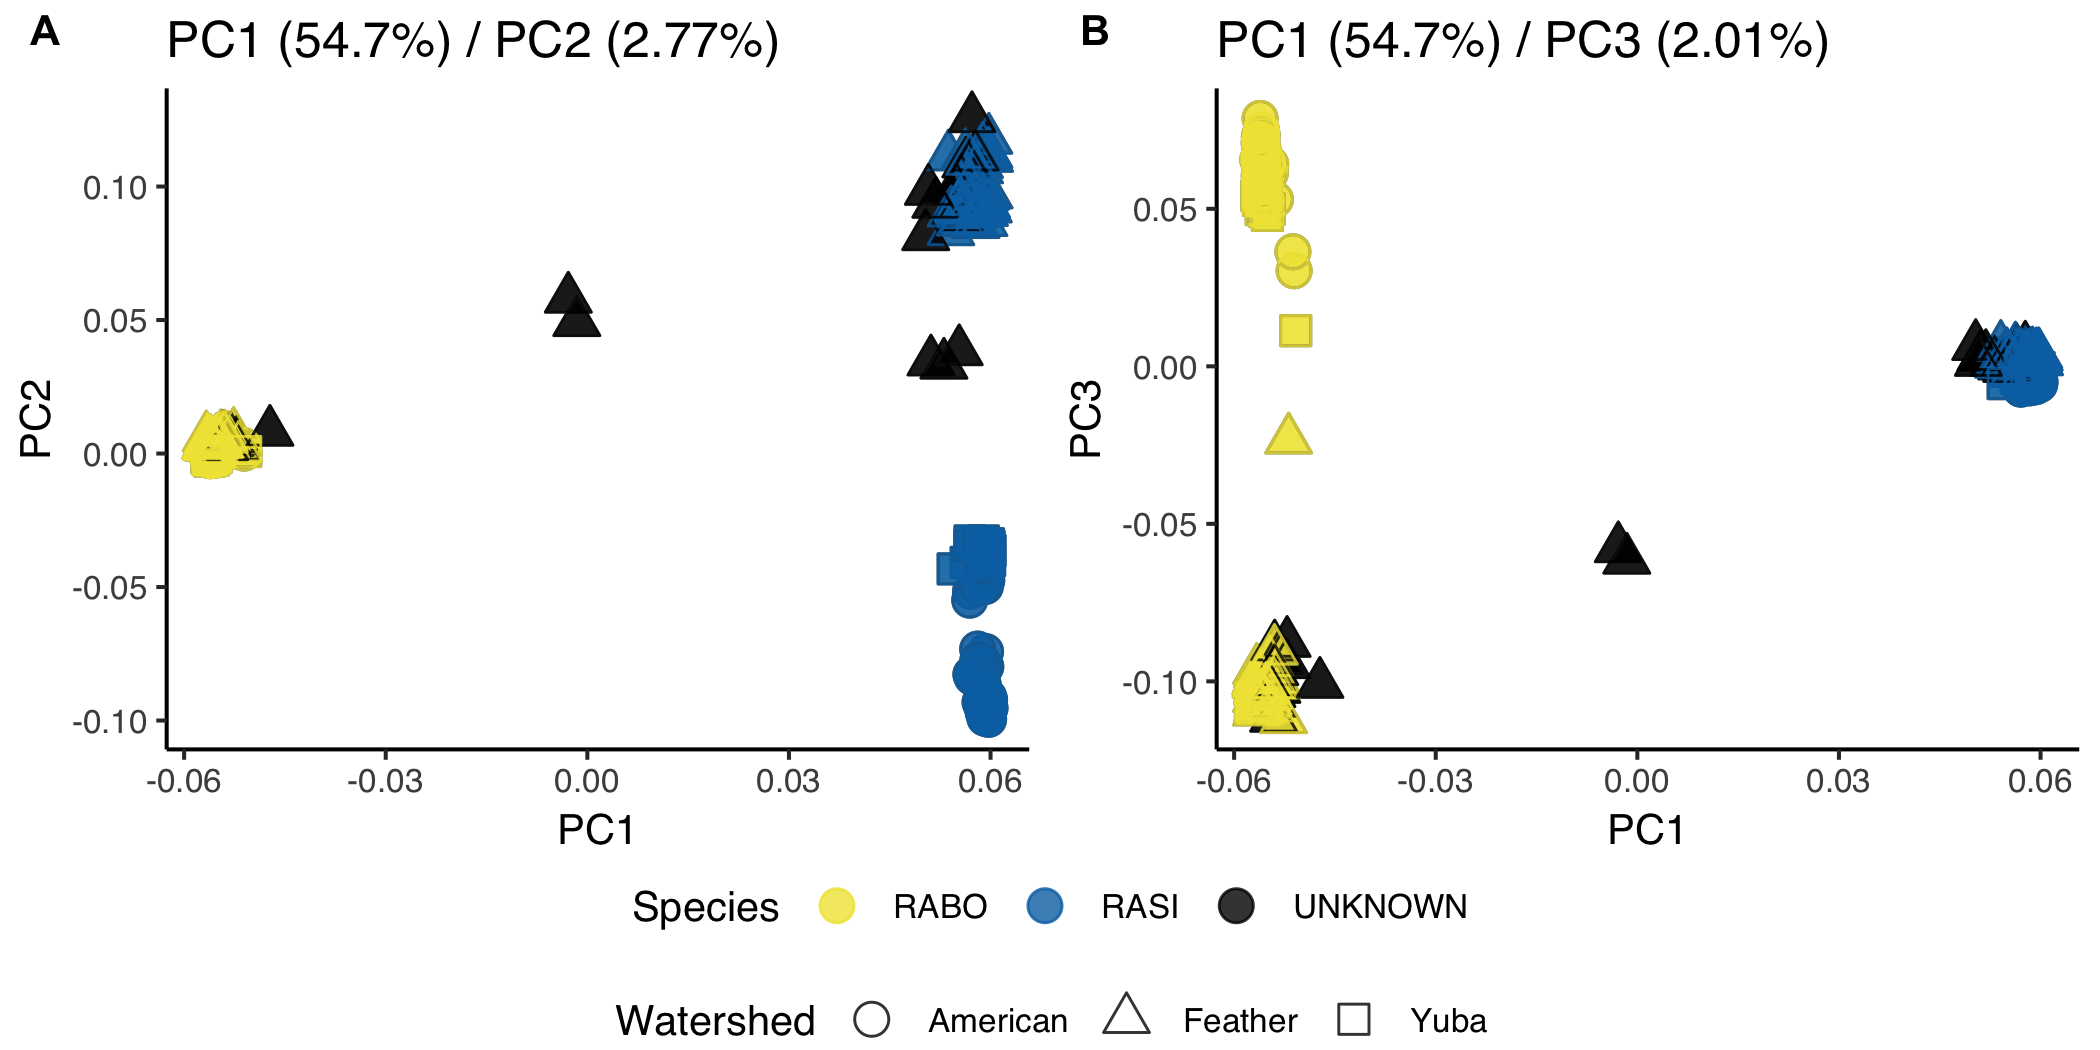 A
PC1 (54.7%) / PC2 (2.77%)
0.10
0.05
0.00
-0.05
-0.10
PC2
-0.06
-0.03
0.00
0.03
0.06
PC1
B
PC1 (54.7%) / PC3 (2.01%)
0.05
0.00
-0.05
-0.10
PC3
-0.06
-0.03
0.00
0.03
0.06
PC1
Species RABO RASI UNKNOWN
Watershed American Feather Yuba